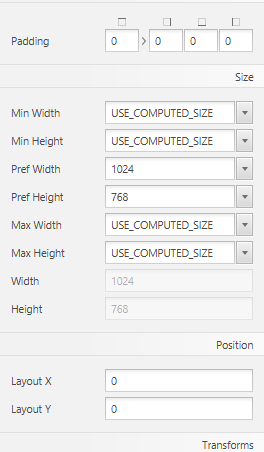 Padding 0 > 0 0 0
Size
Min Width USE_COMPUTED_SIZE
Min Height USE_COMPUTED_SIZE
Pref Width 1024
Pref Height 768
Max Width USE_COMPUTED_SIZE
Max Height USE_COMPUTED_SIZE
Width 1024
Height 768
Position
Layout X 0
Layout Y 0
Transforms